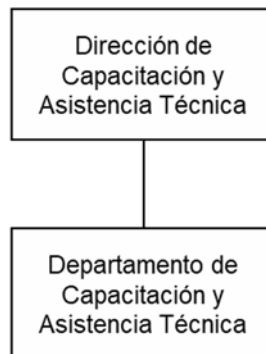 Dirección de
Capacitación y
Asistencia Técnica
Departamento de
Capacitación y
Asistencia Técnica